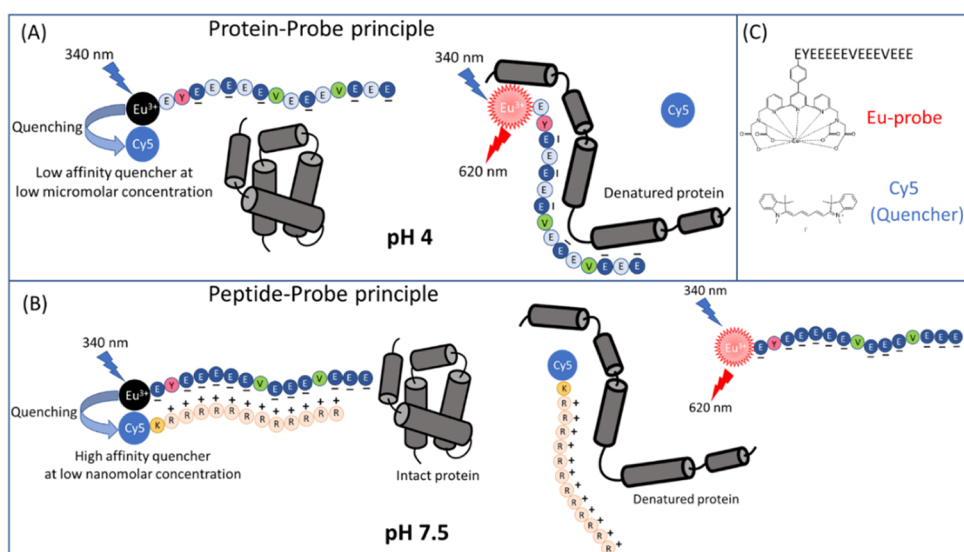 (A)
Protein-Probe principle
340 nm
Eu³⁺
E Y E E E E E V E E E V E E E
Quenching
Cy5
Low affinity quencher at
low micromolar concentration
pH 4
340 nm
Eu³⁺
620 nm
E Y E E E E E V E E E V E E E
Cy5
Denatured protein
(C)
EYEEEEEVEEEVEEE
Eu-probe
Cy5
(Quencher)
(B)
Peptide-Probe principle
340 nm
Eu³⁺
E Y E E E E E V E E E V E E E
Quenching
Cy5
K R R R R R R R R R R R
High affinity quencher
at low nanomolar concentration
Intact protein
pH 7.5
Cy5
K
R
R
R
R
R
R
R
R
R
R
R
Denatured protein
340 nm
Eu³⁺
620 nm
E Y E E E E E V E E E V E E E